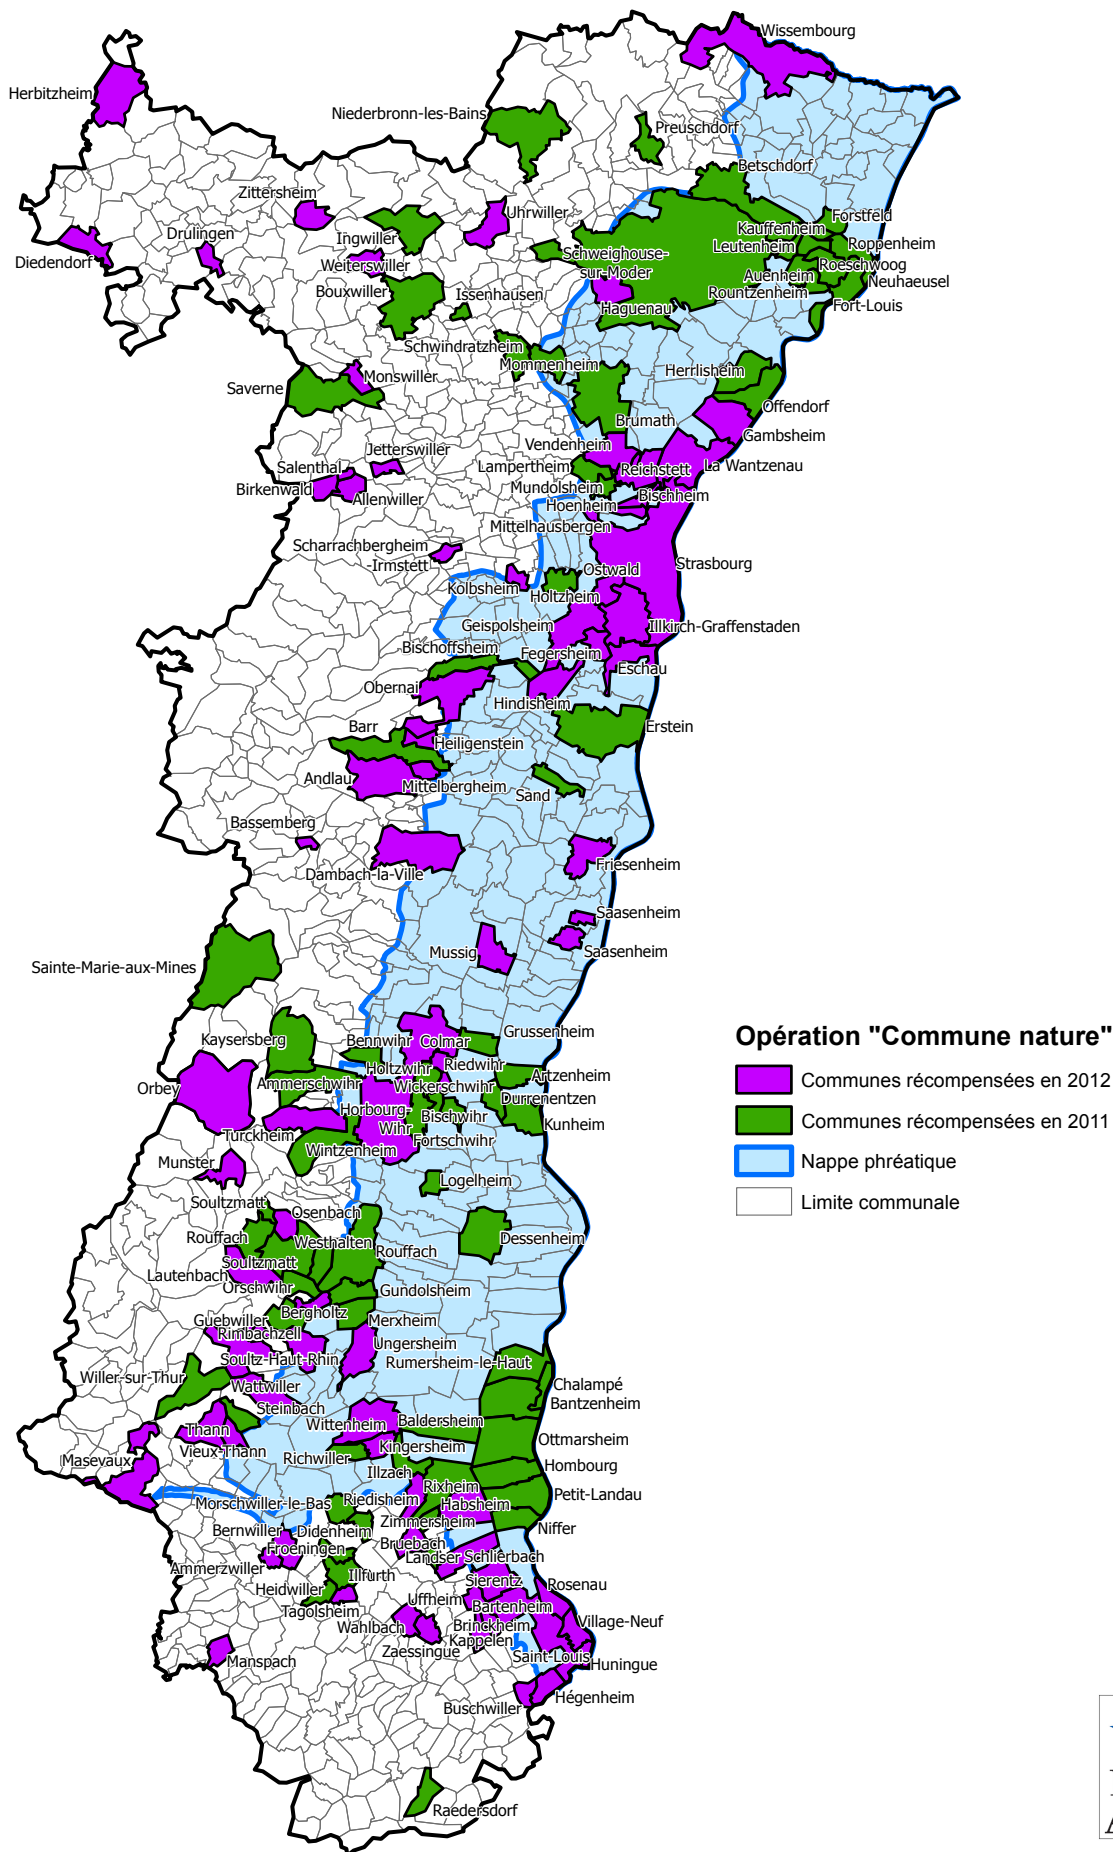 Wissembourg
Herbitzheim
Niederbronn-les-Bains
Preuschdorf
Betschdorf
Zittersheim
Uhrwiller
Forstfeld
Kauffenheim
Drulingen
Ingwiller
Leutenheim
Roppenheim
Diedendorf
Schweighouse-
sur-Moder
Weiterswiller
Auenheim
Roeschwoog
Neuhaeusel
Bouxwiller
Issenhausen
Rountzenheim
Haguenau
Fort-Louis
Schwindratzheim
Mommenheim
Herrlisheim
Saverne
Monswiller
Offendorf
Brumath
Gambsheim
Vendenheim
Jetterswiller
Salenthal
Lampertheim
Reichstett
La Wantzenau
Birkenwald
Allenwiller
Mundolsheim
Bischheim
Hoenheim
Mittelhausbergen
Scharrachbergheim
-Irmstett
Strasbourg
Ostwald
Kolbsheim
Holtzheim
Geispolsheim
Illkirch-Graffenstaden
Bischoffsheim
Fegersheim
Eschau
Obernai
Hindisheim
Barr
Erstein
Heiligenstein
Andlau
Mittelbergheim
Sand
Bassemberg
Dambach-la-Ville
Friesenheim
Saasenheim
Mussig
Saasenheim
Sainte-Marie-aux-Mines
Grussenheim
Kaysersberg
Bennwihr
Colmar
Opération "Commune nature"
Holtzwihr
Riedwihr
Artzenheim
Communes récompensées en 2012
Orbey
Ammerschwihr
Wickerschwihr
Durrenentzen
Horbourg-
Wihr
Bischwihr
Kunheim
Communes récompensées en 2011
Turckheim
Fortschwihr
Wintzenheim
Nappe phréatique
Munster
Logelheim
Limite communale
Soultzmatt
Osenbach
Rouffach
Westhalten
Dessenheim
Rouffach
Soultzmatt
Lautenbach
Orschwihr
Gundolsheim
Bergholtz
Guebwiller
Merxheim
Rimbachzell
Ungersheim
Soultz-Haut-Rhin
Rumersheim-le-Haut
Willer-sur-Thur
Wattwiller
Chalampé
Steinbach
Bantzenheim
Thann
Wittenheim
Baldersheim
Ottmarsheim
Vieux-Thann
Kingersheim
Masevaux
Richwiller
Illzach
Hombourg
Rixheim
Petit-Landau
Morschwiller-le-Bas
Riedisheim
Habsheim
Zimmersheim
Niffer
Bernwiller
Didenheim
Froeningen
Bruebach
Landser
Schlierbach
Ammerzwiller
Illfurth
Sierentz
Heidwiller
Uffheim
Rosenau
Tagolsheim
Bartenheim
Wahlbach
Brinckheim
Village-Neuf
Kappelen
Zaessingue
Saint-Louis
Huningue
Manspach
Hégenheim
Buschwiller
Raedersdorf